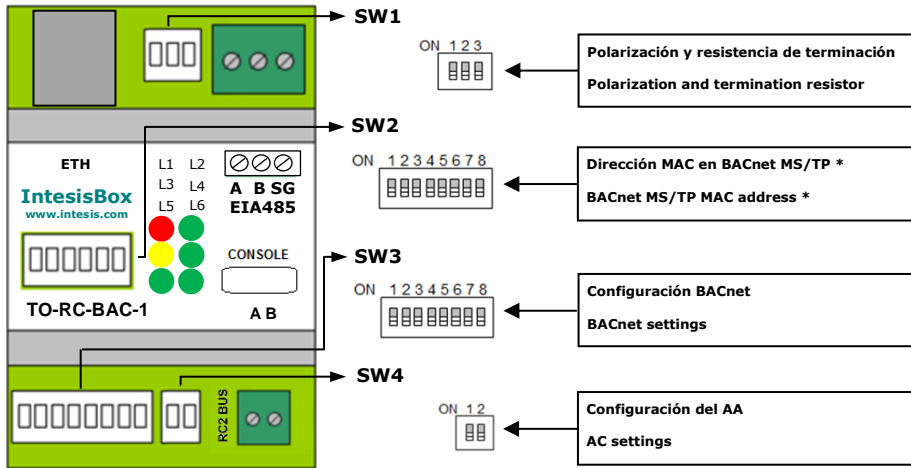 SW1
ON 1 2 3
Polarización y resistencia de terminación
Polarization and termination resistor
SW2
ETH
L1 L2
L3 L4
L5 L6
A B SG
EIA485
IntesisBox
www.intesis.com
ON 1 2 3 4 5 6 7 8
Dirección MAC en BACnet MS/TP *
BACnet MS/TP MAC address *
CONSOLE
SW3
TO-RC-BAC-1
A B
ON 1 2 3 4 5 6 7 8
Configuración BACnet
BACnet settings
SW4
RC2 BUS
ON 1 2
Configuración del AA
AC settings